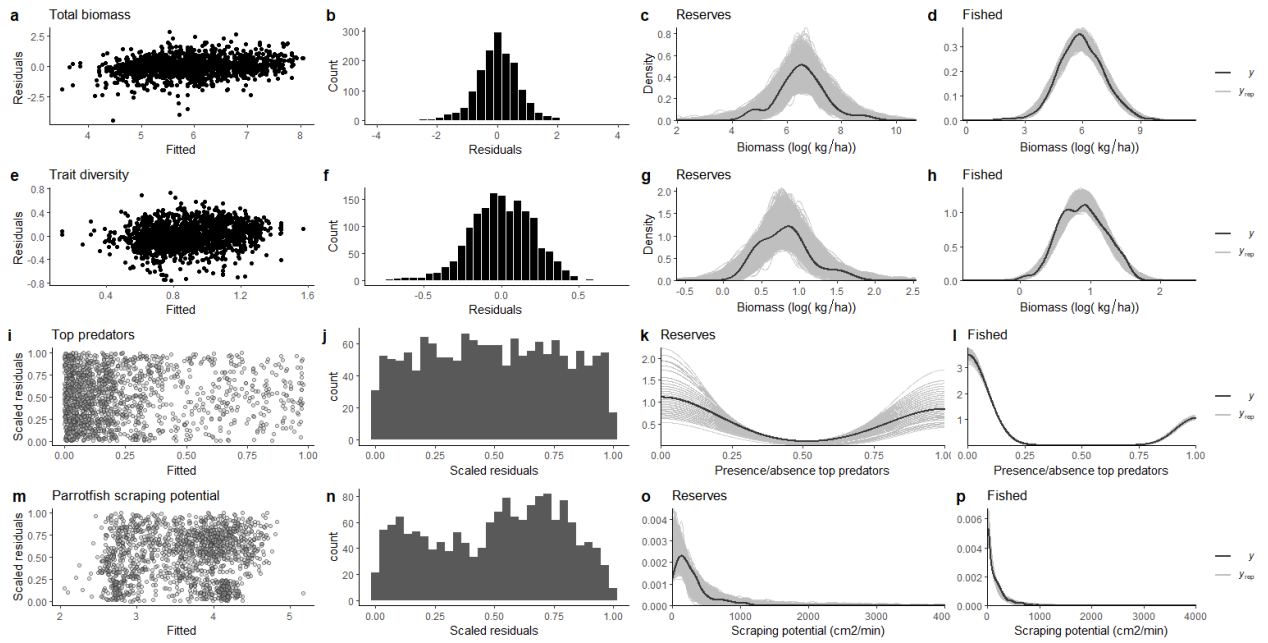 a Total biomass b c Reserves d Fished
2.5
0.0
-2.5
Residuals
4 5 6 7 8
Fitted
300
200
100
0
Count
-4 -2 0 2 4
Residuals
0.8
0.6
0.4
0.2
0.0
Density
2 4 6 8 10
Biomass (log( kg/ha))
0.3
0.2
0.1
0.0
0 3 6 9
Biomass (log( kg/ha))
y
y rep
e Trait diversity f g Reserves h Fished
0.8
0.4
0.0
-0.4
-0.8
Residuals
0.4 0.8 1.2 1.6
Fitted
150
100
50
0
count
-0.5 0.0 0.5
Residuals
2.0
1.5
1.0
0.5
0.0
Density
-0.5 0.0 0.5 1.0 1.5 2.0 2.5
Biomass (log( kg/ha))
1.0
0.5
0.0
0 1 2
Biomass (log( kg/ha))
y
y rep
i Top predators j k Reserves l Fished
1.00
0.75
0.50
0.25
0.00
Scaled residuals
0.00 0.25 0.50 0.75 1.00
Fitted
60
40
20
0
count
0.00 0.25 0.50 0.75 1.00
Scaled residuals
2.0
1.5
1.0
0.5
0.0
0.00 0.25 0.50 0.75 1.00
Presence/absence top predators
3
2
1
0
0.00 0.25 0.50 0.75 1.00
Presence/absence top predators
y
y rep
m Parrotfish scraping potential n o Reserves p Fished
1.00
0.75
0.50
0.25
0.00
Scaled residuals
2 3 4 5
Fitted
80
60
40
20
0
count
0.00 0.25 0.50 0.75 1.00
Scaled residuals
0.004
0.003
0.002
0.001
0.000
0 1000 2000 3000 400
Scraping potential (cm2/min)
0.006
0.004
0.002
0.000
0 1000 2000 3000 4000
Scraping potential (cm2/min)
y
y rep